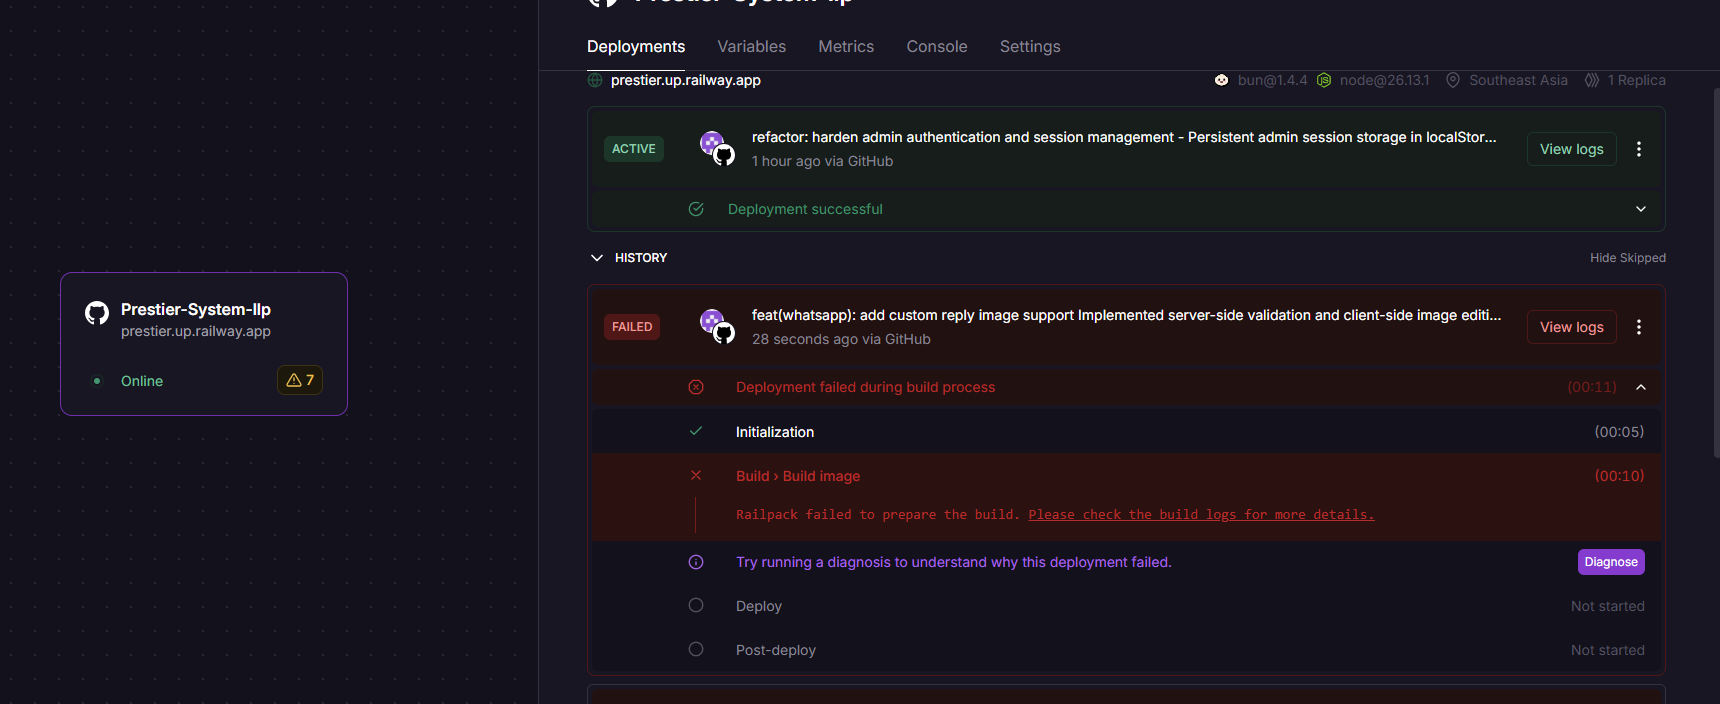 Deployments Variables Metrics Console Settings
prestier.up.railway.app bun@1.4.4 node@26.13.1 Southeast Asia 1 Replica
ACTIVE
refactor: harden admin authentication and session management - Persistent admin session storage in localStor...
1 hour ago via GitHub
View logs
Deployment successful
HISTORY Hide Skipped
Prestier-System-llp
prestier.up.railway.app
Online 7
FAILED
feat(whatsapp): add custom reply image support Implemented server-side validation and client-side image editi...
28 seconds ago via GitHub
View logs
Deployment failed during build process (00:11)
Initialization (00:05)
Build › Build image (00:10)
Railpack failed to prepare the build. Please check the build logs for more details.
Try running a diagnosis to understand why this deployment failed. Diagnose
Deploy Not started
Post-deploy Not started